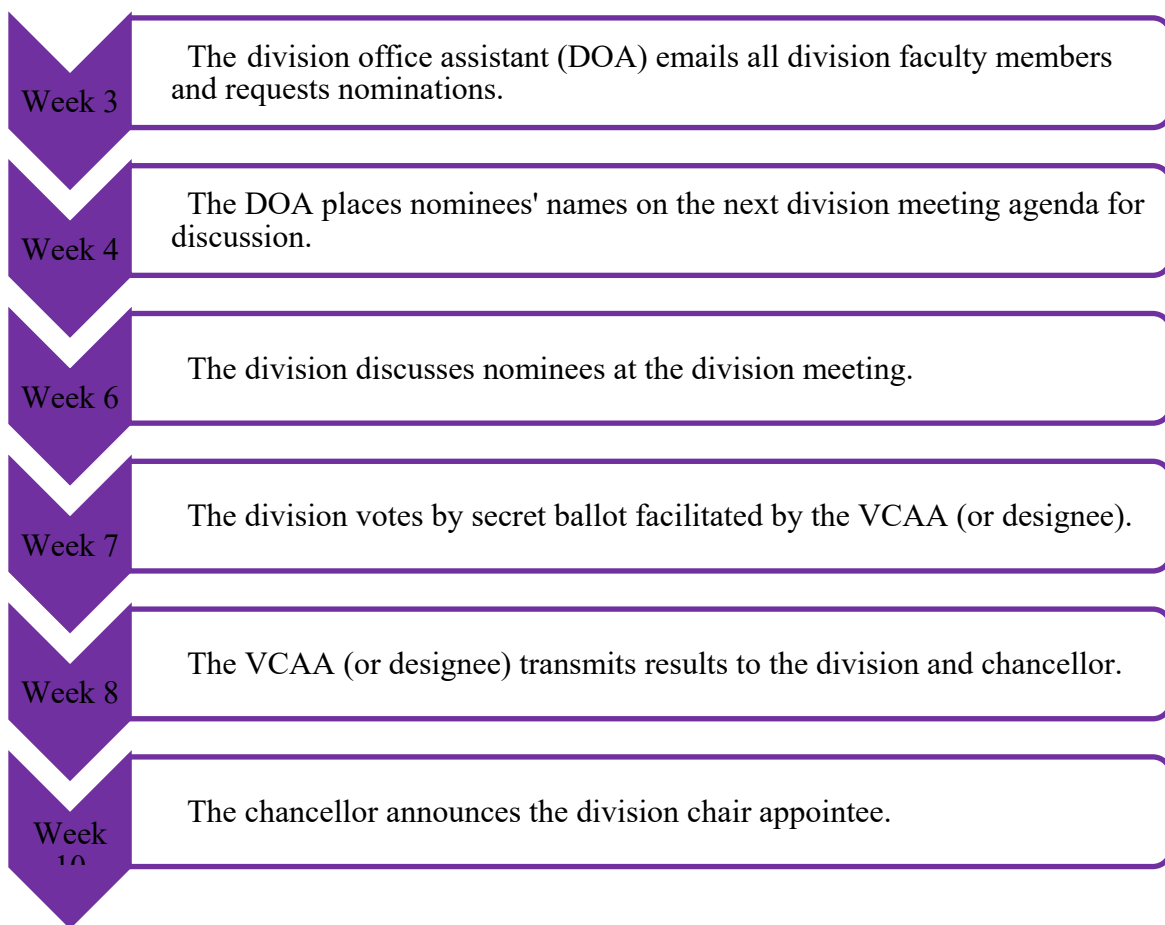 Week 3
The division office assistant (DOA) emails all division faculty members
and requests nominations.
Week 4
The DOA places nominees' names on the next division meeting agenda for
discussion.
Week 6
The division discusses nominees at the division meeting.
Week 7
The division votes by secret ballot facilitated by the VCAA (or designee).
Week 8
The VCAA (or designee) transmits results to the division and chancellor.
Week
10
The chancellor announces the division chair appointee.